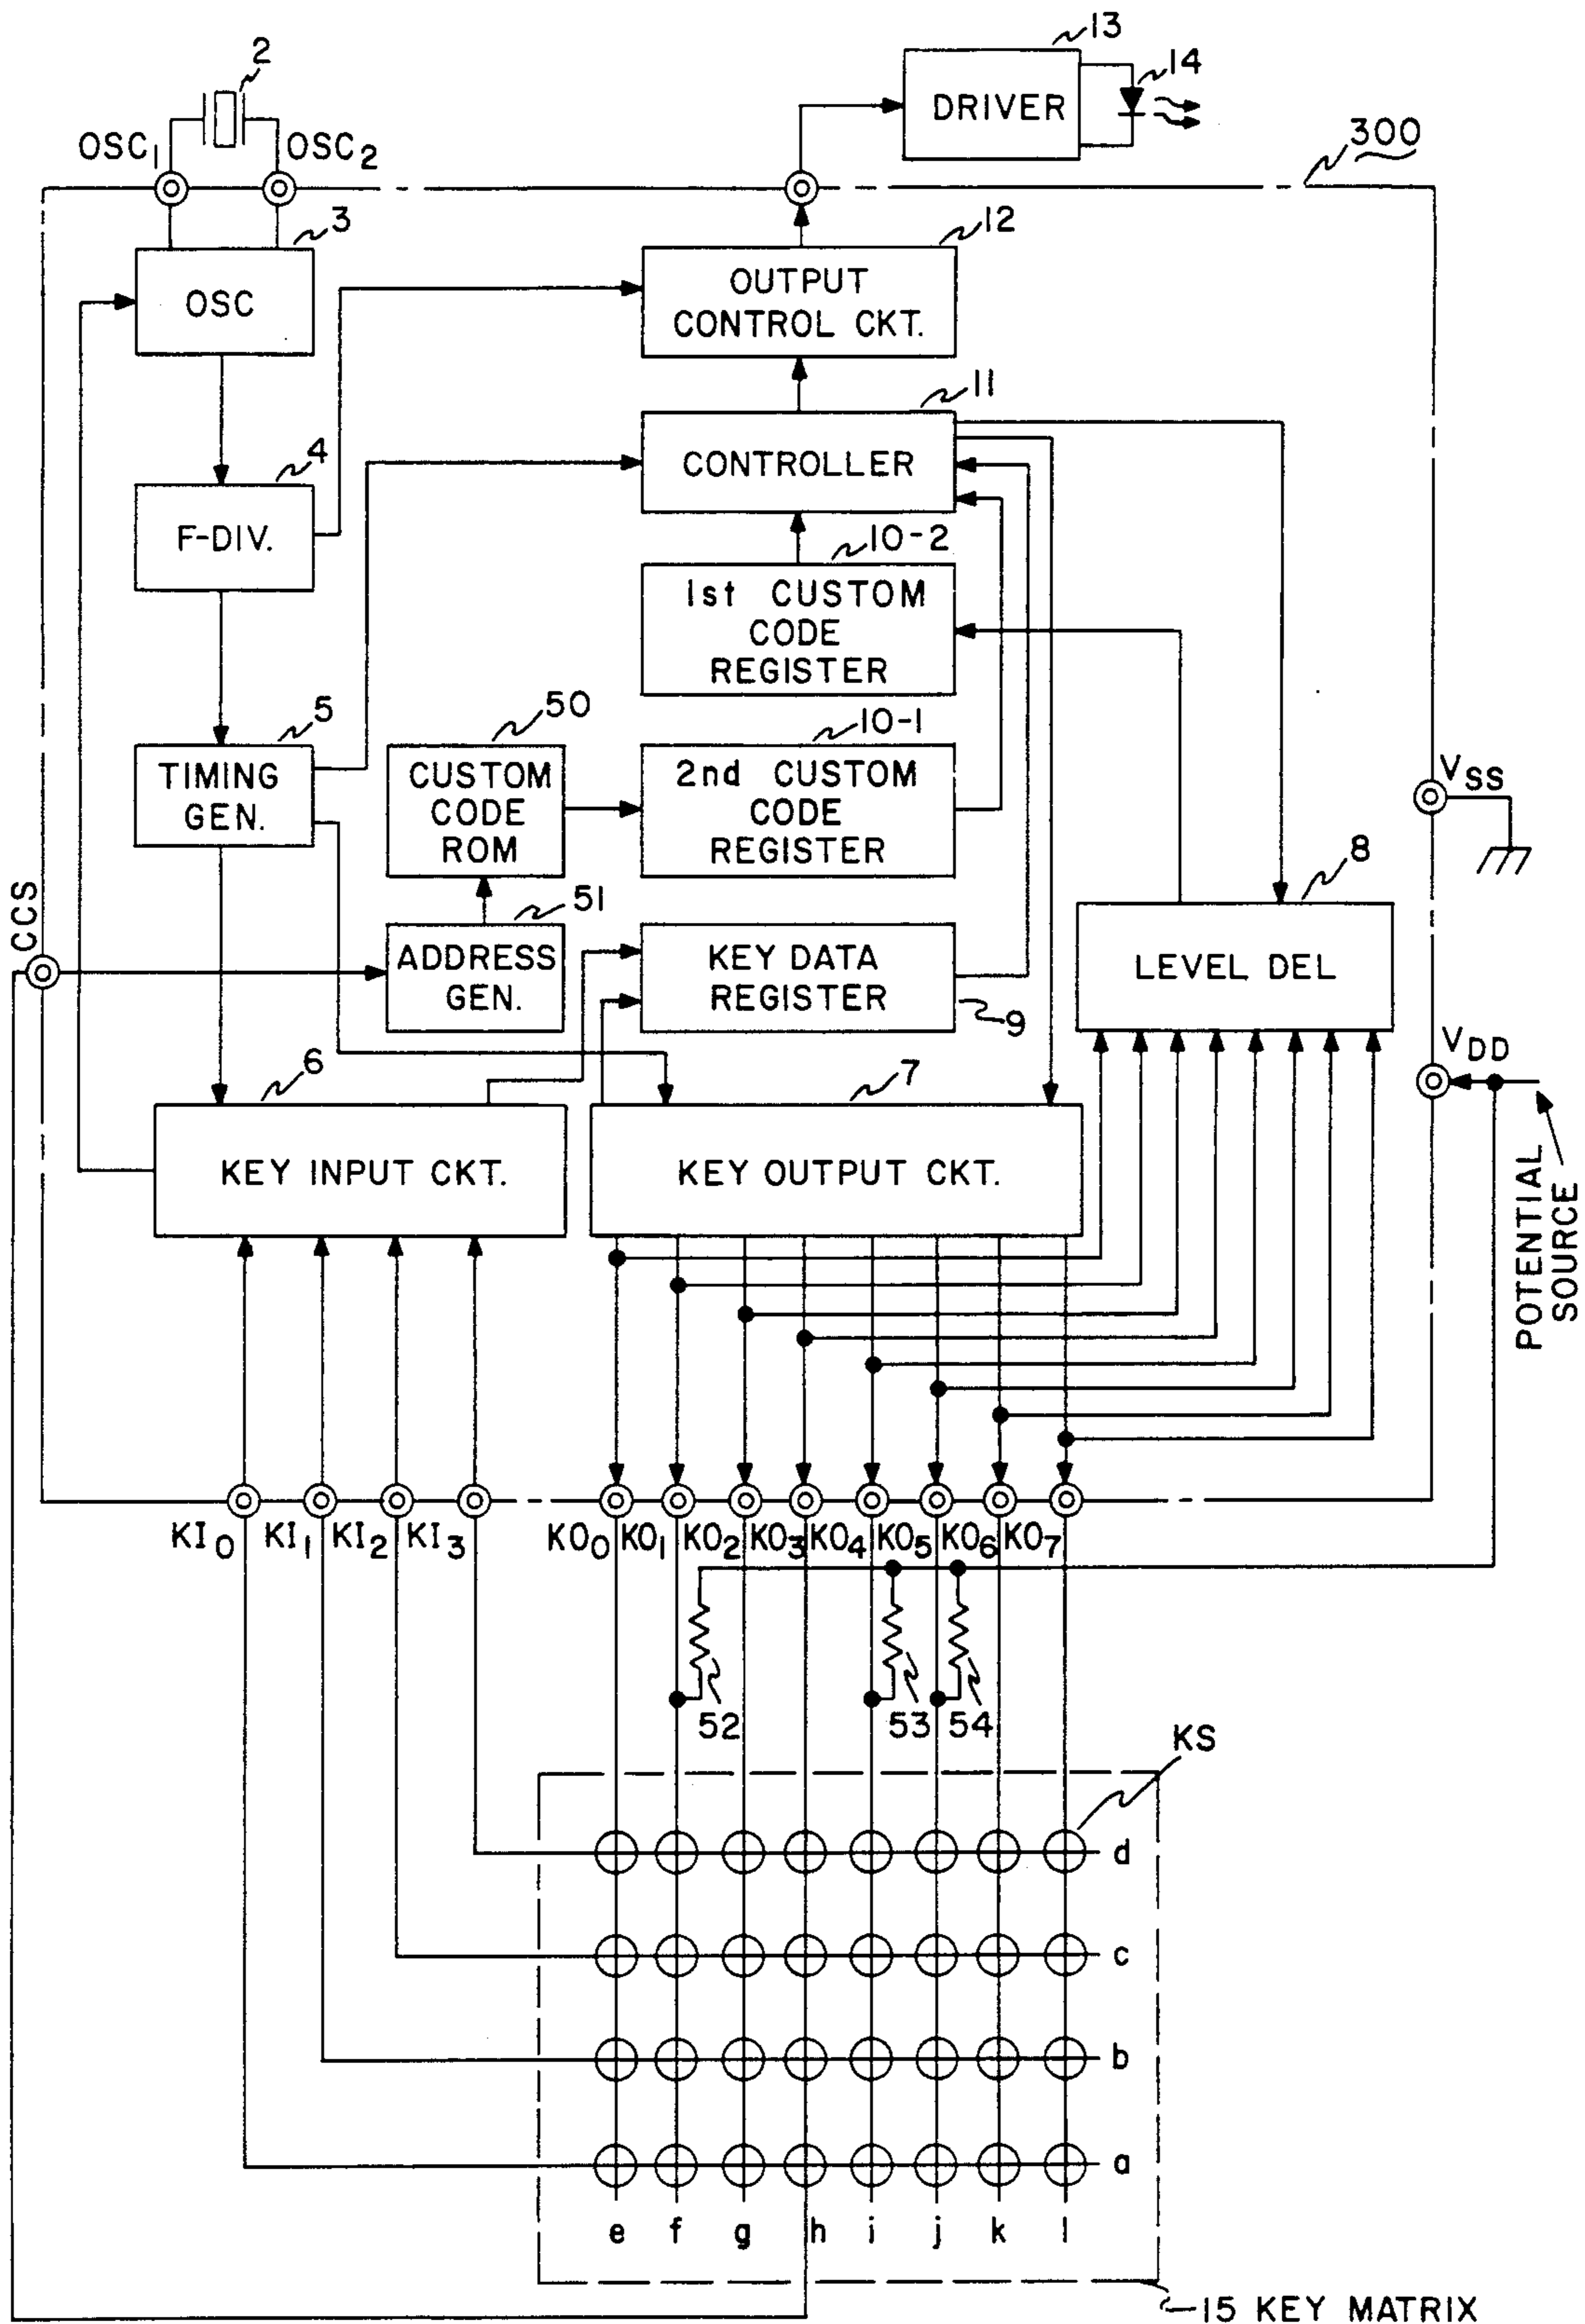 2
13
14
DRIVER
OSC1
OSC2
300
3
12
OSC
OUTPUT
CONTROL CKT.
11
4
CONTROLLER
F-DIV.
10-2
1st CUSTOM
CODE
REGISTER
5
50
10-1
TIMING
GEN.
CUSTOM
CODE
ROM
2nd CUSTOM
CODE
REGISTER
VSS
8
CCS
51
ADDRESS
GEN.
KEY DATA
REGISTER
9
LEVEL DEL
VDD
6
7
KEY INPUT CKT.
KEY OUTPUT CKT.
POTENTIAL
SOURCE
KI0
KI1
KI2
KI3
KO0
KO1
KO2
KO3
KO4
KO5
KO6
KO7
52
53
54
KS
d
c
b
a
e
f
g
h
i
j
k
l
15 KEY MATRIX